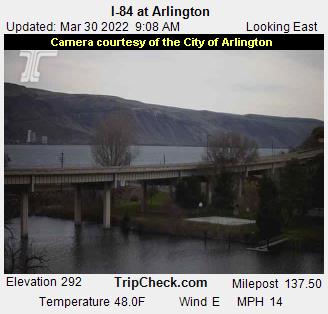 I-84 at Arlington
Updated: Mar 30 2022 9:08 AM Looking East
Camera courtesy of the City of Arlington
Elevation 292 TripCheck.com Milepost 137.50
Temperature 48.0F Wind E MPH 14